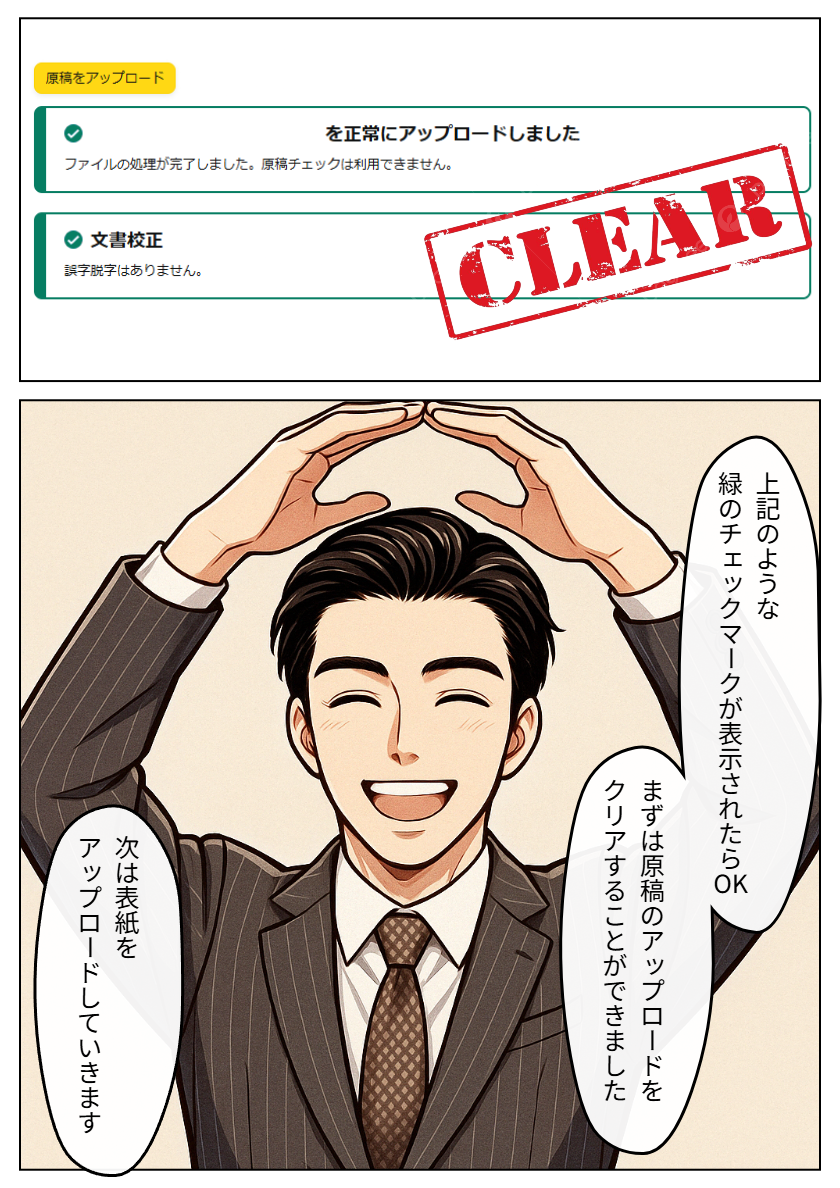 原稿をアップロード
を正常にアップロードしました
ファイルの処理が完了しました。原稿チェックは利用できません。
文書校正
誤字脱字はありません。
CLEAR
上記のような
緑のチェックマークが表示されたら
OK
まずは原稿のアップロードを
クリアすることができました
次は表紙を
アップロードしていきます